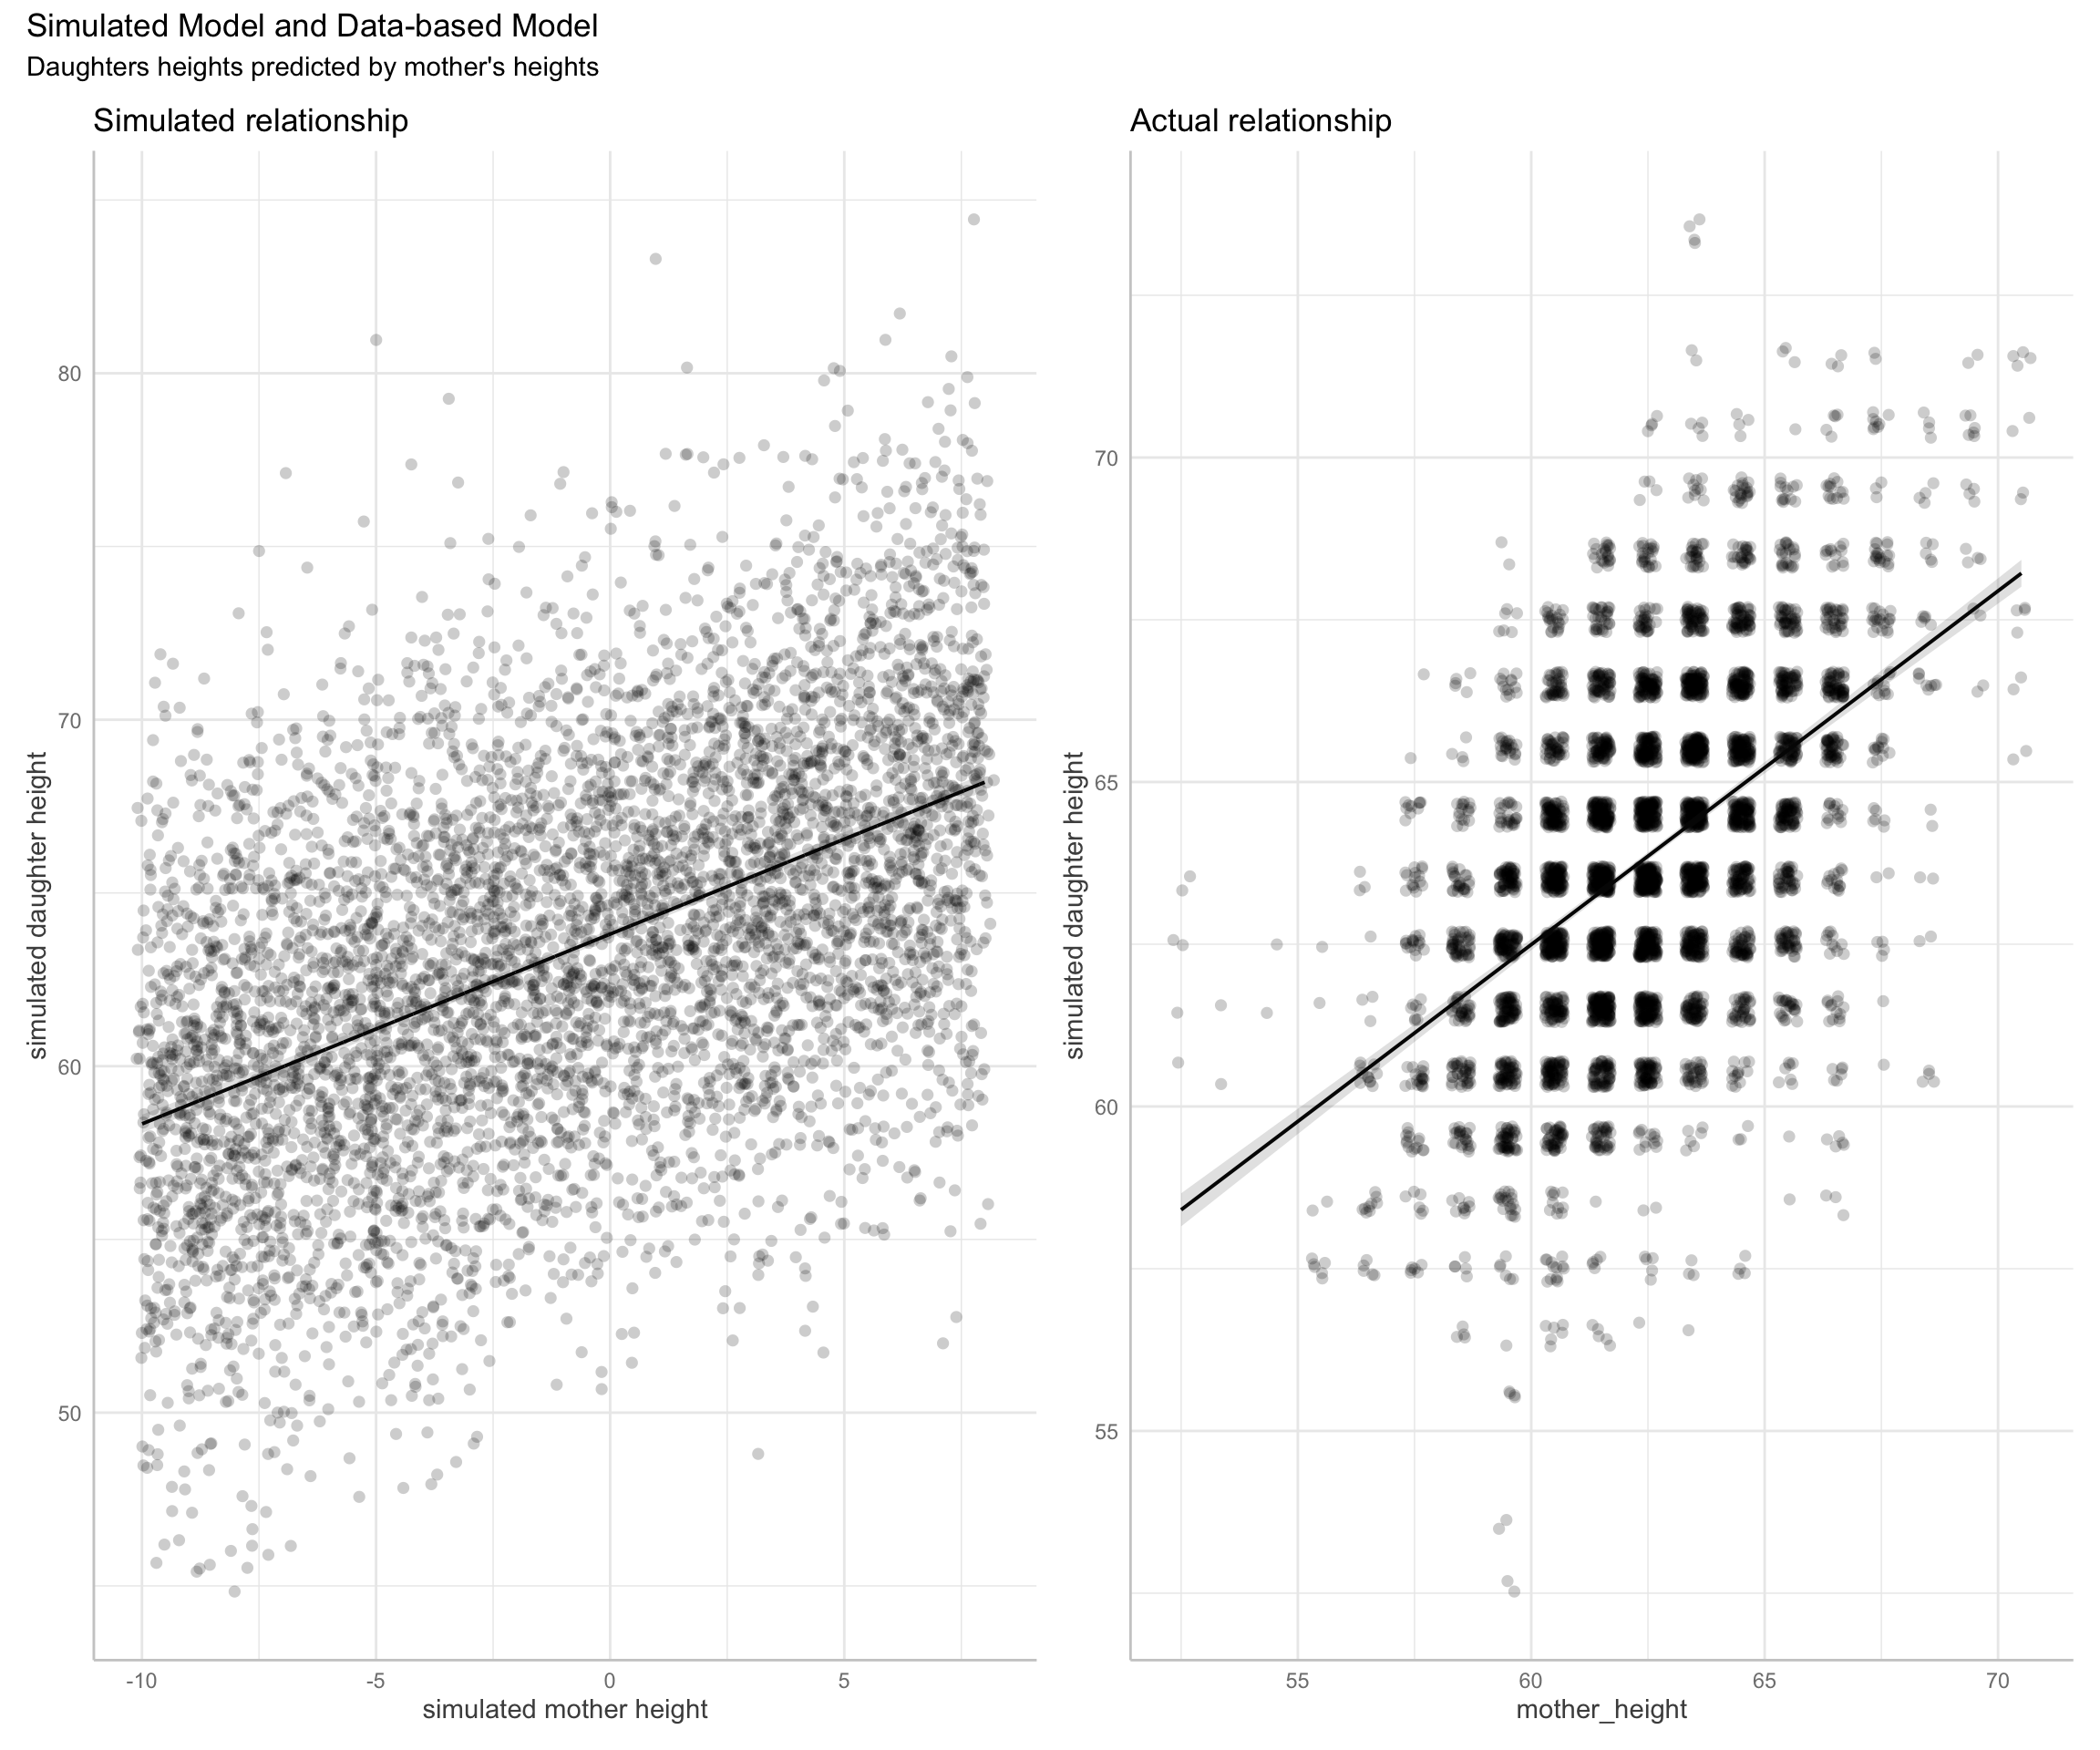 Simulated Model and Data-based Model
Daughters heights predicted by mother's heights
Simulated relationship
simulated daughter height
80
70
60
50
-10 -5 0 5
simulated mother height
Actual relationship
simulated daughter height
70
65
60
55
55 60 65 70
mother_height